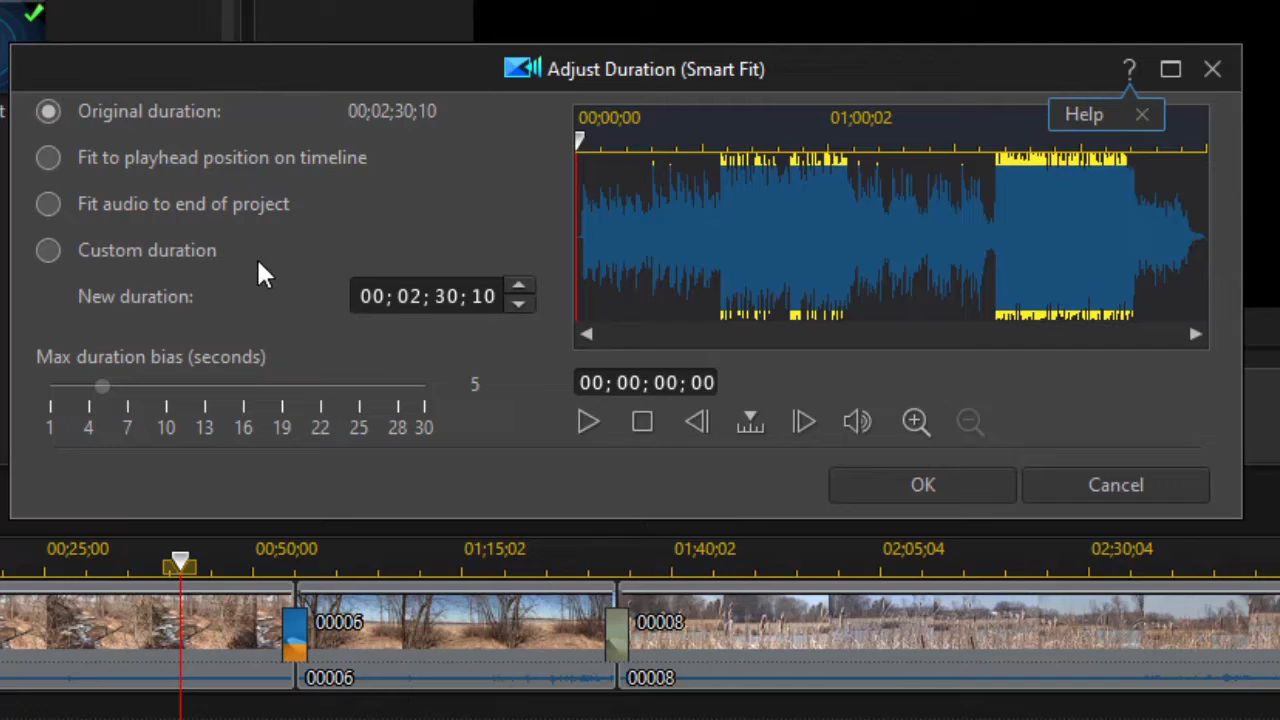 Adjust Duration (Smart Fit)
?
Help
Original duration: 00;02;30;10
Fit to playhead position on timeline
Fit audio to end of project
Custom duration
New duration: 00; 02; 30; 10
Max duration bias (seconds)
5
1 4 7 10 13 16 19 22 25 28 30
00;00;00 01;00;02
00; 00; 00; 00
OK Cancel
00;25;00 00;50;00 01;15;02 01;40;02 02;05;04 02;30;04
00006 00008
00006 00008